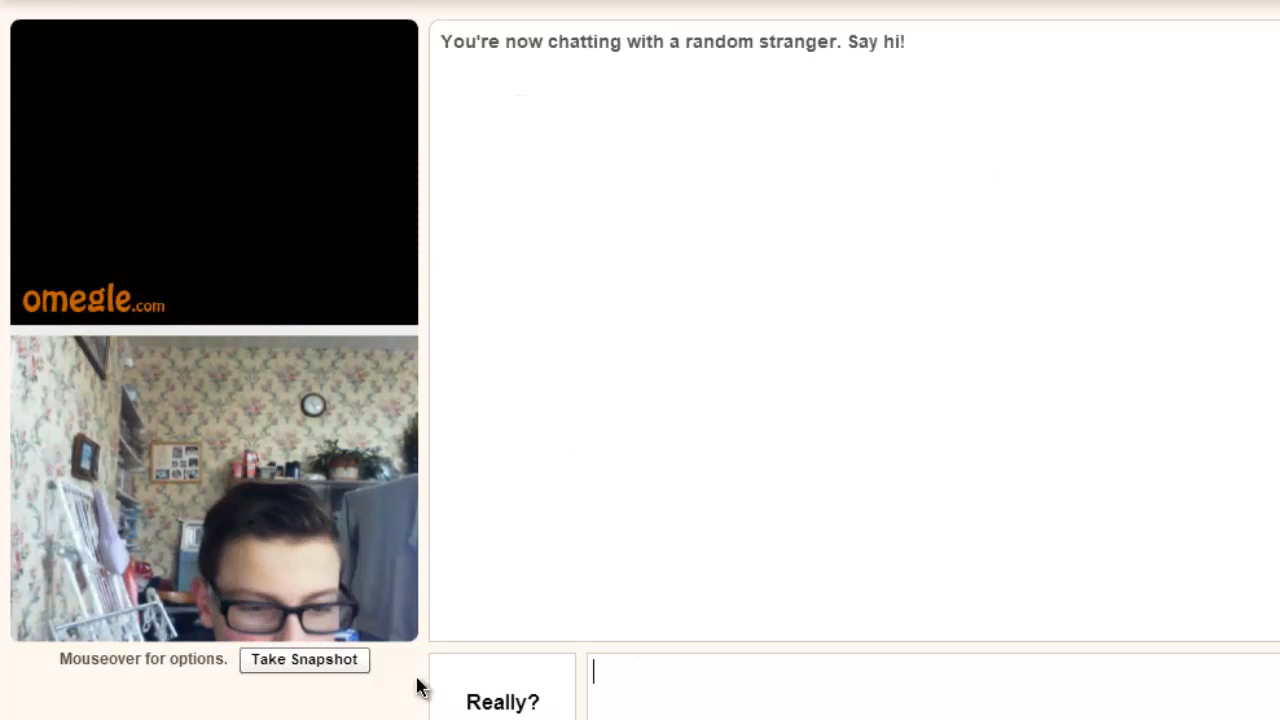 You're now chatting with a random stranger. Say hi!
omegle.com
Mouseover for options.
Take Snapshot
Really?